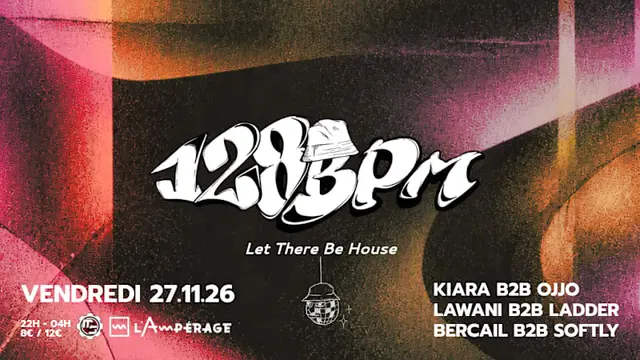 128BPM
Let There Be House
VENDREDI 27.11.26
22H - 04H
8€ / 12€
L'AMPÉRAGE
KIARA B2B OJJO
LAWANI B2B LADDER
BERCAIL B2B SOFTLY